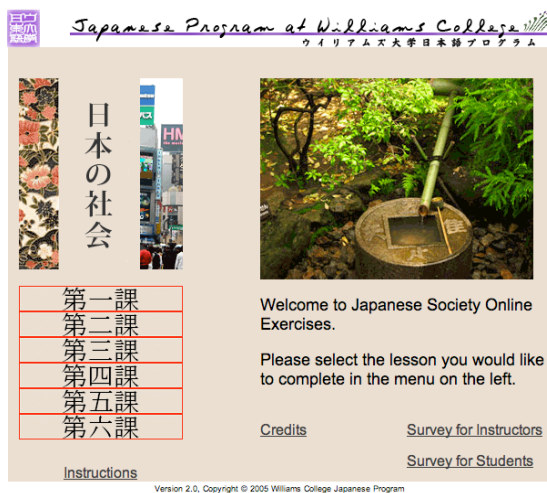 Japanese Program at Williams College
ウイリアムズ大学日本語プログラム
日本の社会
HM
第一課
第二課
第三課
第四課
第五課
第六課
Instructions
Welcome to Japanese Society Online
Exercises.
Please select the lesson you would like
to complete in the menu on the left.
Credits
Survey for Instructors
Survey for Students
Version 2.0, Copyright © 2005 Williams College Japanese Program